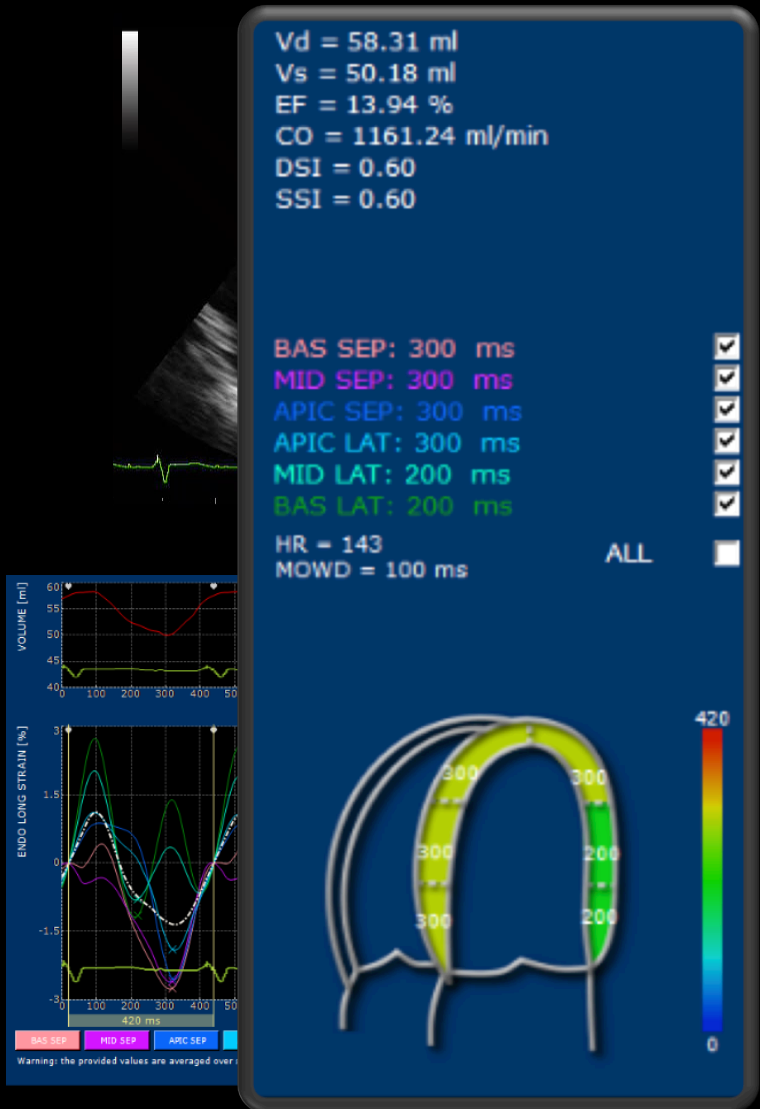 Vd = 58.31 ml
Vs = 50.18 ml
EF = 13.94 %
CO = 1161.24 ml/min
DSI = 0.60
SSI = 0.60
BAS SEP: 300 ms
MID SEP: 300 ms
APIC SEP: 300 ms
APIC LAT: 300 ms
MID LAT: 200 ms
BAS LAT: 200 ms
HR = 143
ALL
MOWD = 100 ms
VOLUME [ml]
60
55
50
45
40
0 100 200 300 400
ENDO LONG STRAIN [%]
3
1.5
0
-1.5
-3
0 100 200 300 400
420 ms
BAS SEP MID SEP APIC SEP
Warning: the provided values are averaged over
420
300 300
300 200
300 200
0